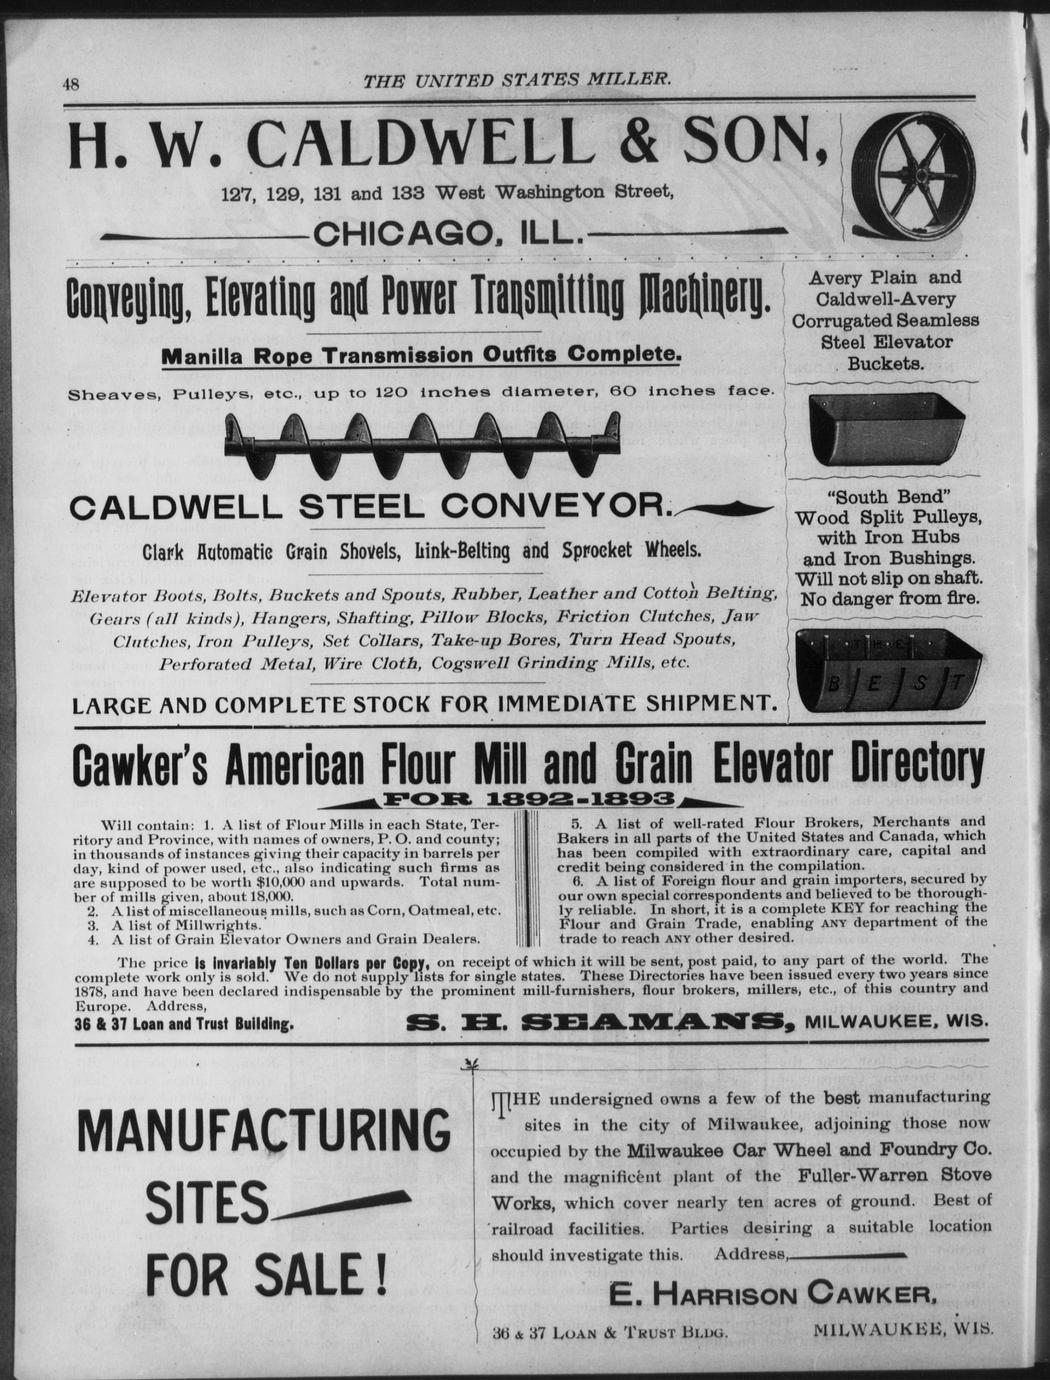 48
THE UNITED STATES MILLER.
H. W. CALDWELL & SON,
127, 129, 131 and 133 West Washington Street,
CHICAGO, ILL.
Conveying, Elevating and Power Transmitting Machinery.
Manilla Rope Transmission Outfits Complete.
Sheaves, Pulleys, etc., up to 120 inches diameter, 60 inches face.
CALDWELL STEEL CONVEYOR.
Clark Automatic Grain Shovels, Link-Belting and Sprocket Wheels.
Elevator Boots, Bolts, Buckets and Spouts, Rubber, Leather and Cotton Belting,
Gears (all kinds), Hangers, Shafting, Pillow Blocks, Friction Clutches, Jaw
Clutches, Iron Pulleys, Set Collars, Take-up Bores, Turn Head Spouts,
Perforated Metal, Wire Cloth, Cogswell Grinding Mills, etc.
LARGE AND COMPLETE STOCK FOR IMMEDIATE SHIPMENT.
Avery Plain and
Caldwell-Avery
Corrugated Seamless
Steel Elevator
Buckets.
"South Bend"
Wood Split Pulleys,
with Iron Hubs
and Iron Bushings.
Will not slip on shaft.
No danger from fire.
THE
BEST
Cawker's American Flour Mill and Grain Elevator Directory
FOR 1892-1893
Will contain: 1. A list of Flour Mills in each State, Ter-
ritory and Province, with names of owners, P. O. and county;
in thousands of instances giving their capacity in barrels per
day, kind of power used, etc., also indicating such firms as
are supposed to be worth $10,000 and upwards. Total num-
ber of mills given, about 18,000.
2. A list of miscellaneous mills, such as Corn, Oatmeal, etc.
3. A list of Millwrights.
4. A list of Grain Elevator Owners and Grain Dealers.
5. A list of well-rated Flour Brokers, Merchants and
Bakers in all parts of the United States and Canada, which
has been compiled with extraordinary care, capital and
credit being considered in the compilation.
6. A list of Foreign flour and grain importers, secured by
our own special correspondents and believed to be thorough-
ly reliable. In short, it is a complete KEY for reaching the
Flour and Grain Trade, enabling ANY department of the
trade to reach ANY other desired.
The price is invariably Ten Dollars per Copy, on receipt of which it will be sent, post paid, to any part of the world. The
complete work only is sold. We do not supply lists for single states. These Directories have been issued every two years since
1878, and have been declared indispensable by the prominent mill-furnishers, flour brokers, millers, etc., of this country and
Europe. Address,
36 & 37 Loan and Trust Building. S. H. SEAMANS, MILWAUKEE, WIS.
MANUFACTURING
SITES
FOR SALE!
THE undersigned owns a few of the best manufacturing
sites in the city of Milwaukee, adjoining those now
occupied by the Milwaukee Car Wheel and Foundry Co.
and the magnificent plant of the Fuller-Warren Stove
Works, which cover nearly ten acres of ground. Best of
railroad facilities. Parties desiring a suitable location
should investigate this. Address,
E. HARRISON CAWKER,
36 & 37 LOAN & TRUST BLDG. MILWAUKEE, WIS.